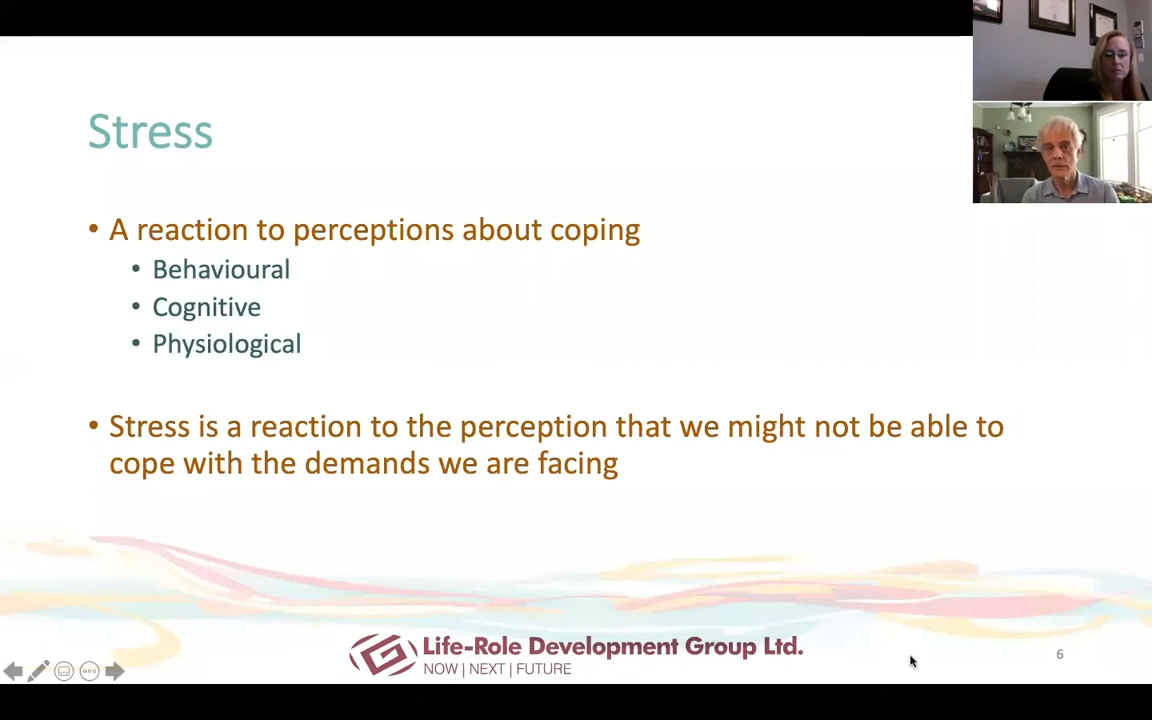 Stress
• A reaction to perceptions about coping
• Behavioural
• Cognitive
• Physiological
• Stress is a reaction to the perception that we might not be able to
cope with the demands we are facing
Life-Role Development Group Ltd.
NOW | NEXT | FUTURE
6